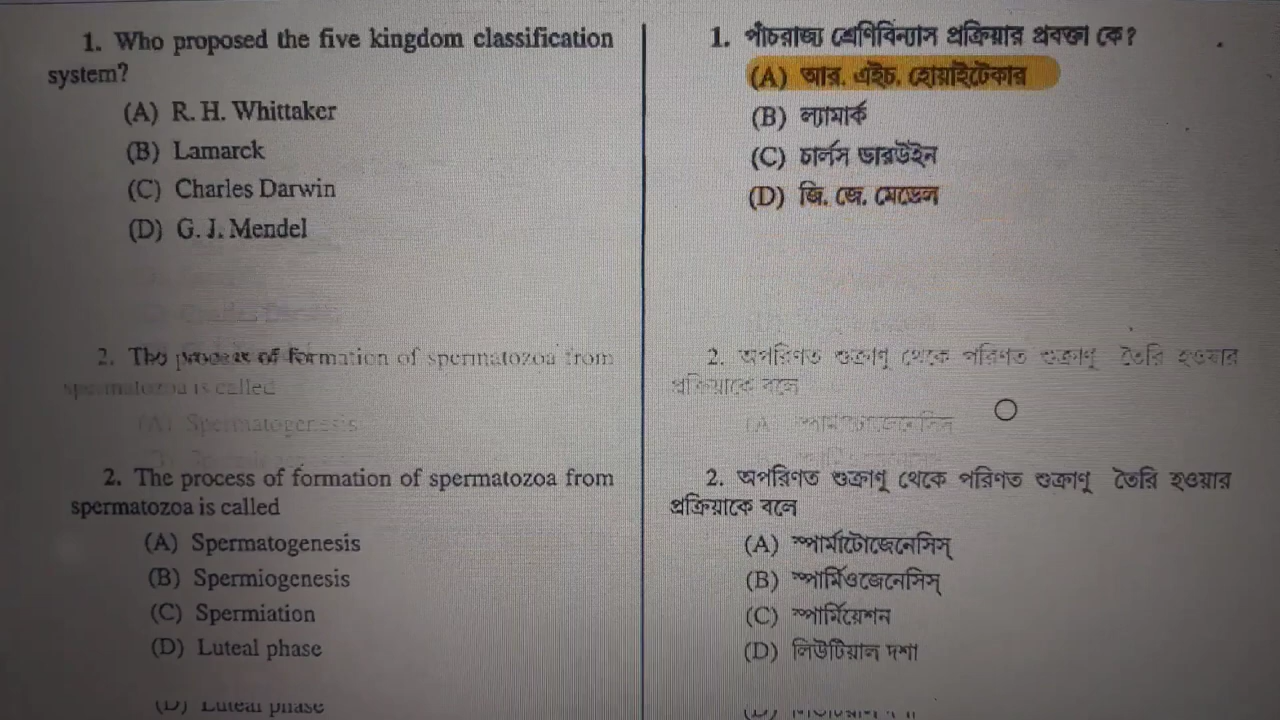 1. Who proposed the five kingdom classification
system?
(A) R. H. Whittaker
(B) Lamarck
(C) Charles Darwin
(D) G. J. Mendel
2. The process of formation of spermatozoa from
spermatozoa is called
(A) Spermatogenesis
2. The process of formation of spermatozoa from
spermatozoa is called
(A) Spermatogenesis
(B) Spermiogenesis
(C) Spermiation
(D) Luteal phase
(D) Luteal phase
1. পাঁচরাজ্য শ্রেণিবিন্যাস প্রক্রিয়ার প্রবক্তা কে?
(A) আর. এইচ. হোয়াইটেকার
(B) ল্যামার্ক
(C) চার্লস ডারউইন
(D) জি. জে. মেন্ডেল
2. অপরিণত শুক্রাণু থেকে পরিণত শুক্রাণু তৈরি হওয়ার
প্রক্রিয়াকে বলে
(A স্পার্মাটোজেনেসিস্
2. অপরিণত শুক্রাণু থেকে পরিণত শুক্রাণু তৈরি হওয়ার
প্রক্রিয়াকে বলে
(A) স্পার্মাটোজেনেসিস্
(B) স্পার্মিওজেনেসিস্
(C) স্পার্মিয়েশন
(D) লিউটিয়াল দশা